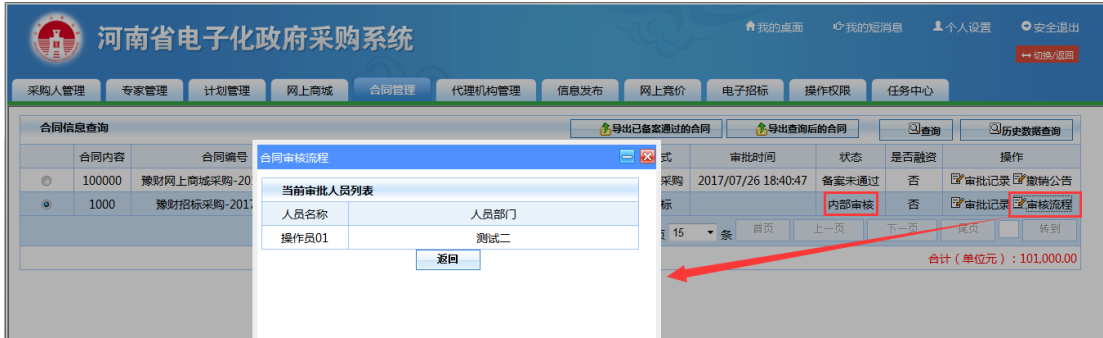 河南省电子化政府采购系统
我的桌面 我的短消息 个人设置 安全退出
切换/返回
采购人管理 专家管理 计划管理 网上商城 合同管理 代理机构管理 信息发布 网上竞价 电子招标 操作权限 任务中心
合同信息查询 导出已备案通过的合同 导出查询后的合同 查询 历史数据查询
合同内容 合同编号 式 审批时间 状态 是否融资 操作
100000 豫财网上商城采购-20 采购 2017/07/26 18:40:47 备案未通过 否 审批记录 撤销公告
1000 豫财招标采购-2017 标 内部审核 否 审批记录 审核流程
15 条 首页 上一页 下一页 尾页 转到
合计（单位元）：101,000.00
合同审核流程
当前审批人员列表
人员名称 人员部门
操作员01 测试二
返回